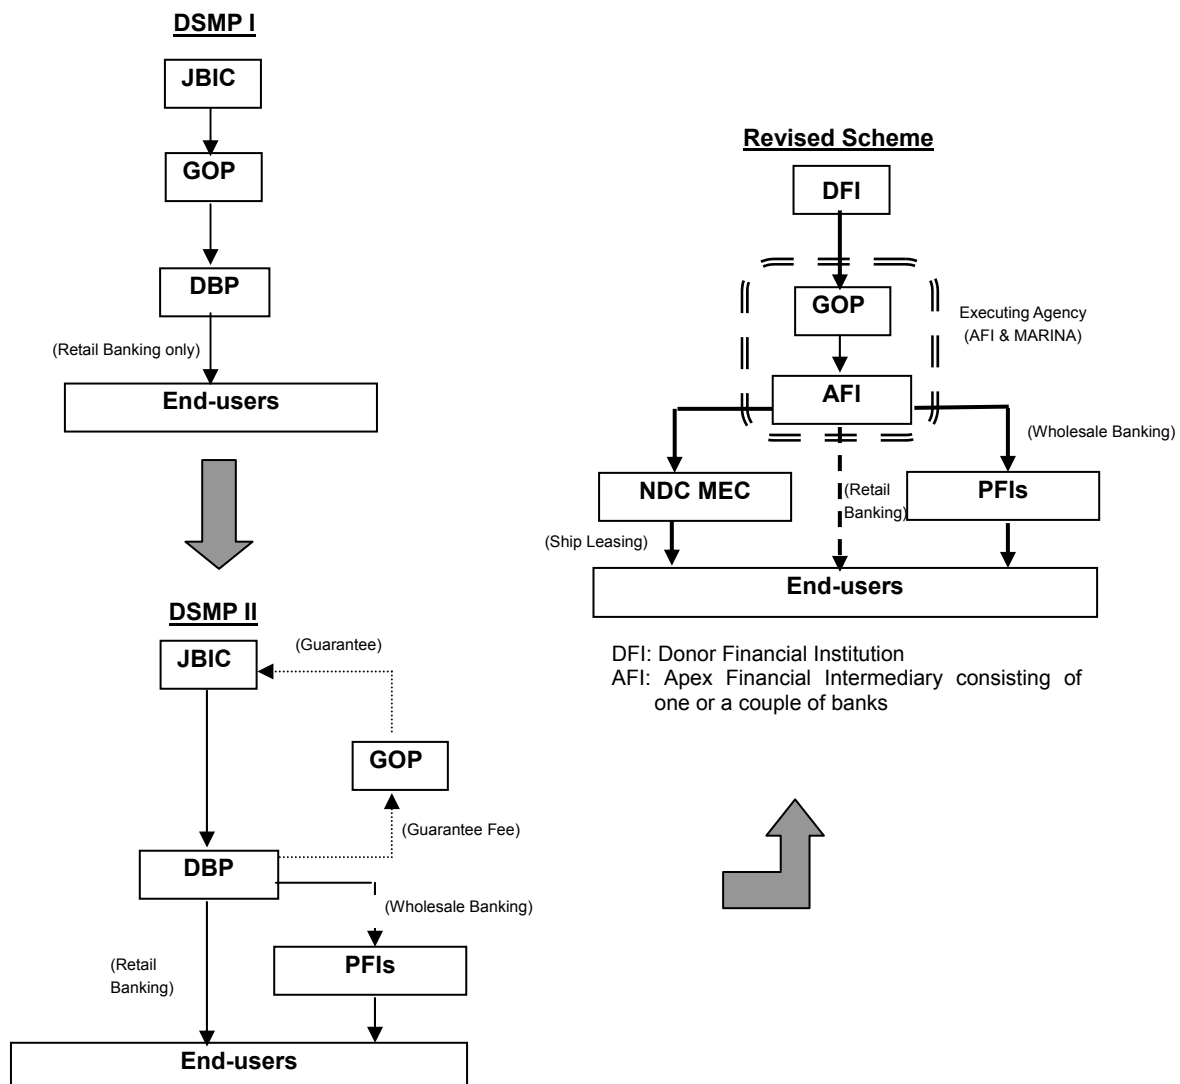 DSMP I
JBIC
GOP
DBP
(Retail Banking only)
End-users
DSMP II
JBIC
(Guarantee)
GOP
(Guarantee Fee)
DBP
(Wholesale Banking)
(Retail
Banking)
PFIs
End-users
Revised Scheme
DFI
GOP
Executing Agency
(AFI & MARINA)
AFI
(Wholesale Banking)
NDC MEC
(Retail
Banking)
PFIs
(Ship Leasing)
End-users
DFI: Donor Financial Institution
AFI: Apex Financial Intermediary consisting of
one or a couple of banks